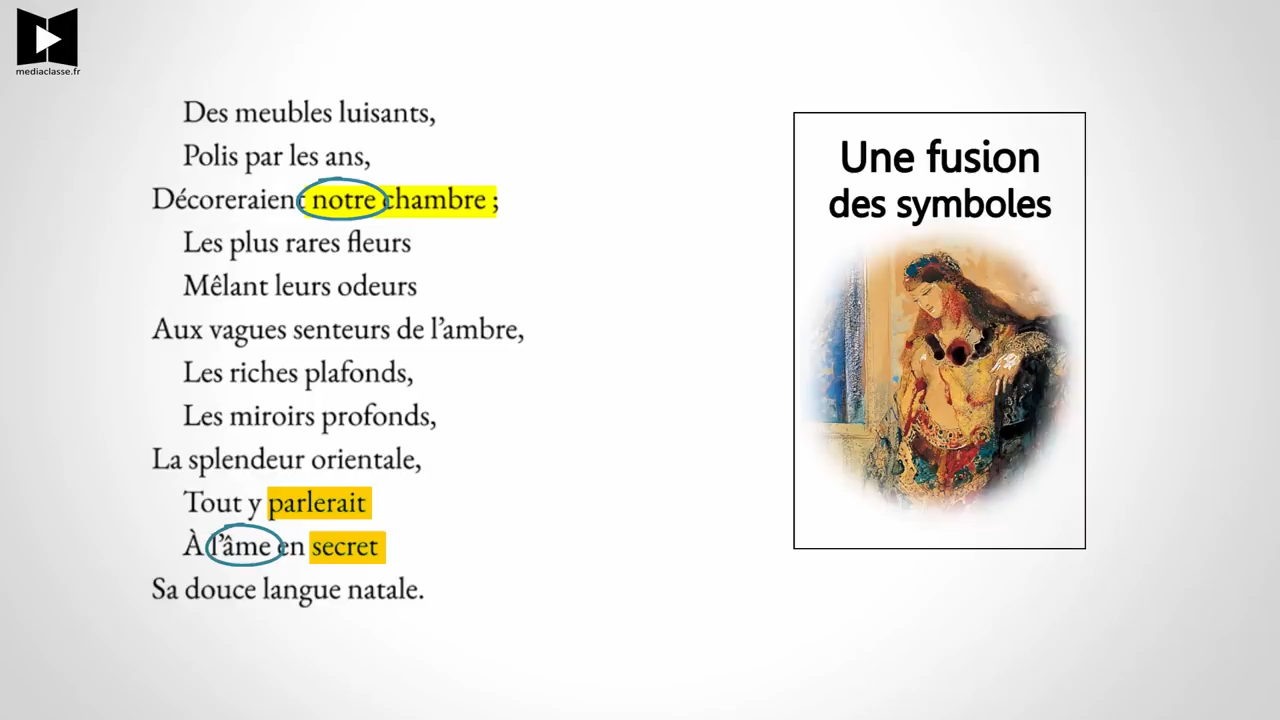 mediaclasse.fr
Des meubles luisants,
Polis par les ans,
Décoreraient notre chambre ;
Les plus rares fleurs
Mêlant leurs odeurs
Aux vagues senteurs de l’ambre,
Les riches plafonds,
Les miroirs profonds,
La splendeur orientale,
Tout y parlerait
À l’âme en secret
Sa douce langue natale.
Une fusion
des symboles